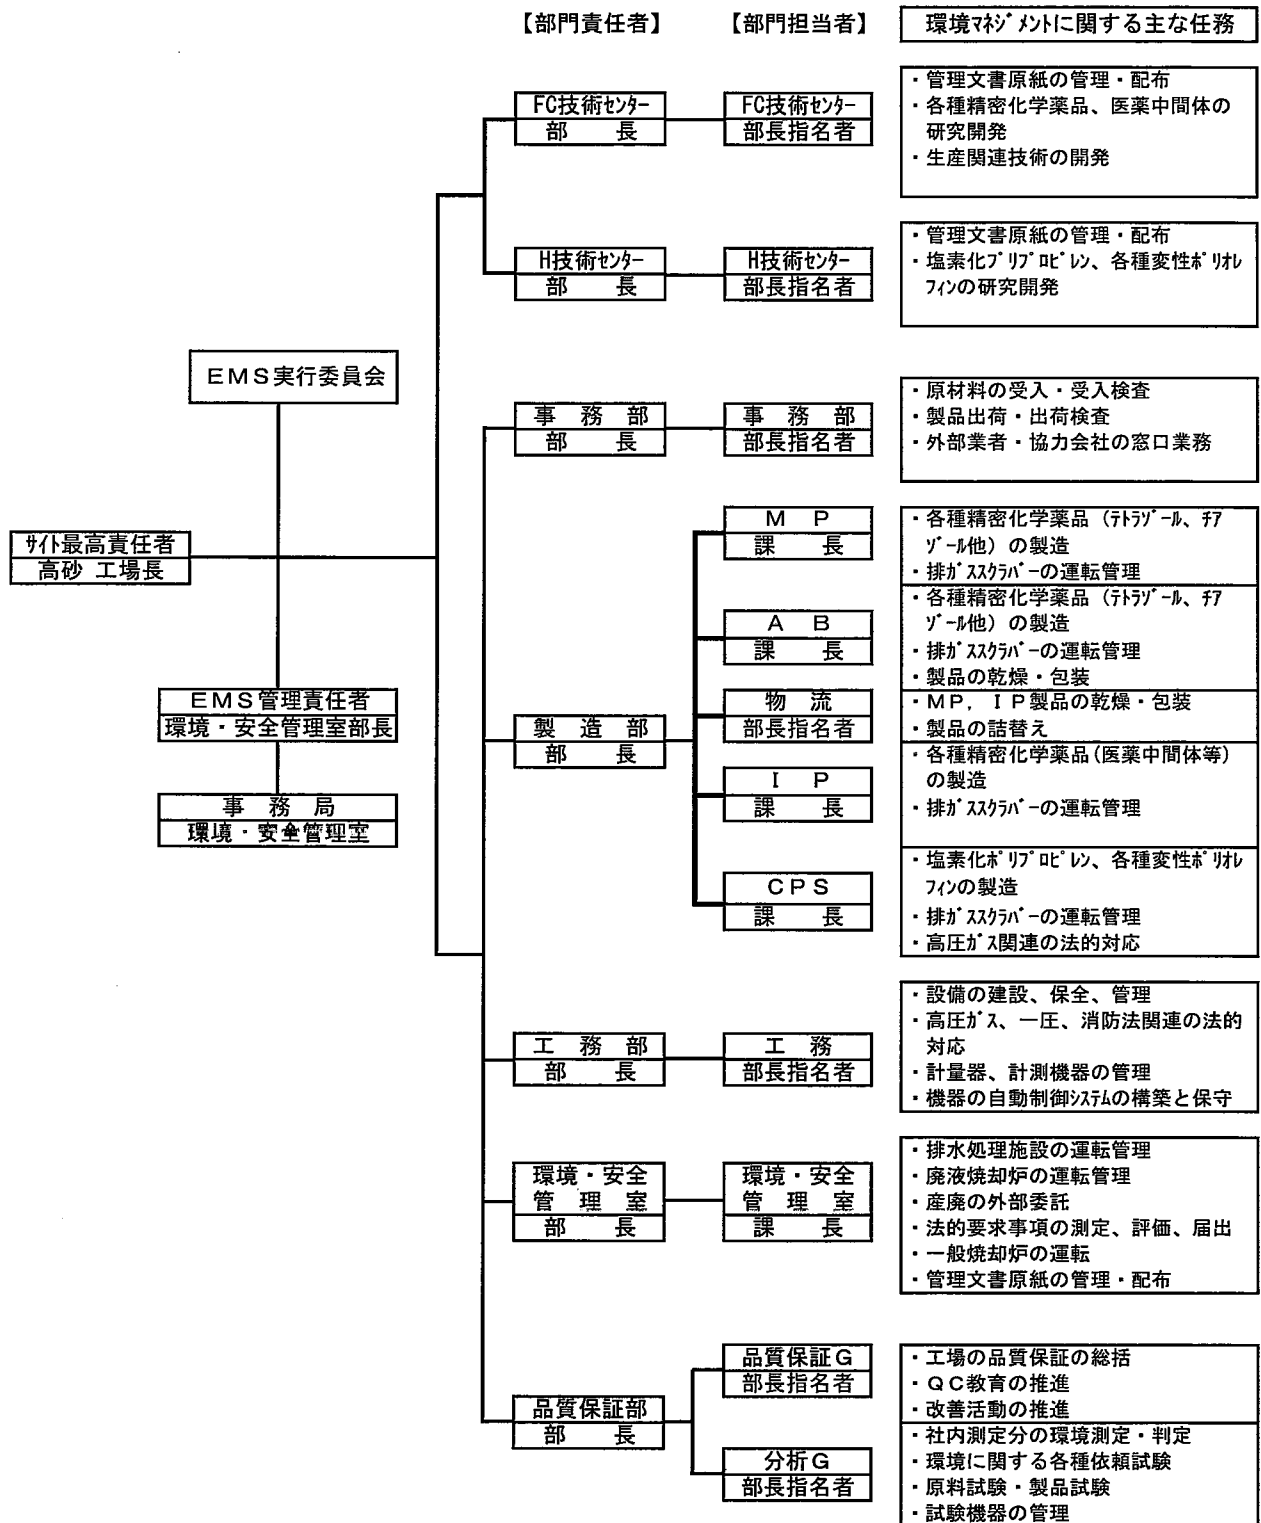 【部門責任者】 【部門担当者】 環境ﾏﾈｼﾞﾒﾝﾄに関する主な任務
FC技術ｾﾝﾀｰ
部 長
FC技術ｾﾝﾀｰ
部長指名者
・管理文書原紙の管理・配布
・各種精密化学薬品、医薬中間体の
研究開発
・生産関連技術の開発
H技術ｾﾝﾀｰ
部 長
H技術ｾﾝﾀｰ
部長指名者
・管理文書原紙の管理・配布
・塩素化ﾌﾟﾘﾌﾟﾛﾋﾟﾚﾝ、各種変性ﾎﾟﾘｵﾚ
ﾌｨﾝの研究開発
EMS実行委員会
サイト最高責任者
高砂 工場長
EMS管理責任者
環境・安全管理室部長
事 務 局
環境・安全管理室
事 務 部
部 長
事 務 部
部長指名者
・原材料の受入・受入検査
・製品出荷・出荷検査
・外部業者・協力会社の窓口業務
製 造 部
部 長
M P
課 長
・各種精密化学薬品（ﾃﾄﾗｿﾞｰﾙ、ﾁｱ
ｿﾞｰﾙ他）の製造
・排ｶﾞｽｽｸﾗﾊﾞｰの運転管理
A B
課 長
・各種精密化学薬品（ﾃﾄﾗｿﾞｰﾙ、ﾁｱ
ｿﾞｰﾙ他）の製造
・排ｶﾞｽｽｸﾗﾊﾞｰの運転管理
・製品の乾燥・包装
物 流
部長指名者
・MP，IP製品の乾燥・包装
・製品の詰替え
I P
課 長
・各種精密化学薬品(医薬中間体等)
の製造
・排ｶﾞｽｽｸﾗﾊﾞｰの運転管理
CPS
課 長
・塩素化ﾎﾟﾘﾌﾟﾛﾋﾟﾚﾝ、各種変性ﾎﾟﾘｵﾚ
ﾌｨﾝの製造
・排ｶﾞｽｽｸﾗﾊﾞｰの運転管理
・高圧ｶﾞｽ関連の法的対応
工 務 部
部 長
工 務
部長指名者
・設備の建設、保全、管理
・高圧ｶﾞｽ、一圧、消防法関連の法的
対応
・計量器、計測機器の管理
・機器の自動制御ｼｽﾃﾑの構築と保守
環境・安全
管 理 室
部 長
環境・安全
管 理 室
課 長
・排水処理施設の運転管理
・廃液焼却炉の運転管理
・産廃の外部委託
・法的要求事項の測定、評価、届出
・一般焼却炉の運転
・管理文書原紙の管理・配布
品質保証部
部 長
品質保証G
部長指名者
・工場の品質保証の総括
・QC教育の推進
・改善活動の推進
分析G
部長指名者
・社内測定分の環境測定・判定
・環境に関する各種依頼試験
・原料試験・製品試験
・試験機器の管理